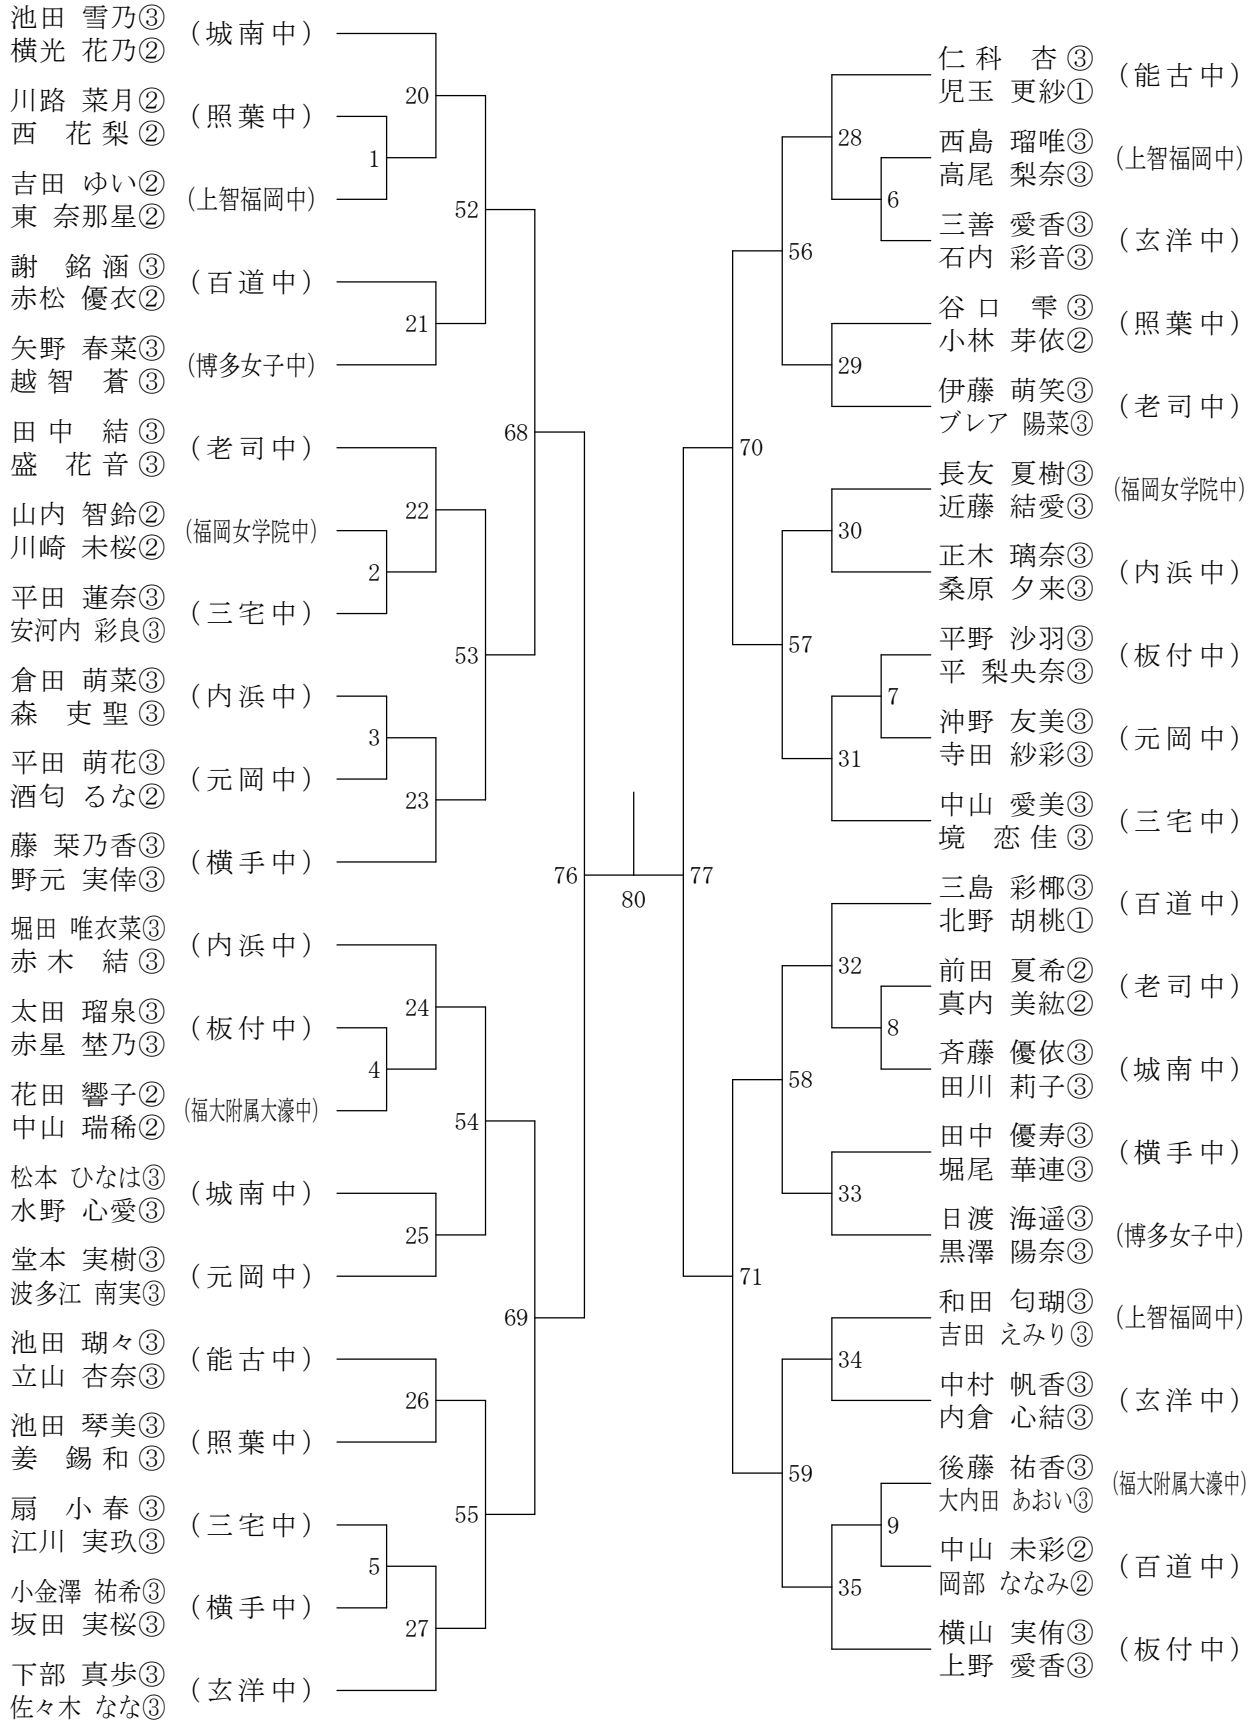 池田 雪乃③
横光 花乃②
(城南中)
川路 菜月②
西 花梨②
(照葉中)
吉田 ゆい②
東 奈那星②
(上智福岡中)
謝 銘涵③
赤松 優衣②
(百道中)
矢野 春菜③
越智 蒼③
(博多女子中)
田中 結③
盛 花音③
(老司中)
山内 智鈴②
川崎 未桜②
(福岡女学院中)
平田 蓮奈③
安河内 彩良③
(三宅中)
倉田 萌菜③
森 吏聖③
(内浜中)
平田 萌花③
酒匂 るな②
(元岡中)
藤 栞乃香③
野元 実倖③
(横手中)
堀田 唯衣菜③
赤木 結③
(内浜中)
太田 瑠泉③
赤星 埜乃③
(板付中)
花田 響子②
中山 瑞稀②
(福大附属大濠中)
松本 ひなは③
水野 心愛③
(城南中)
堂本 実樹③
波多江 南実③
(元岡中)
池田 瑚々③
立山 杏奈③
(能古中)
池田 琴美③
姜 錫和③
(照葉中)
扇 小春③
江川 実玖③
(三宅中)
小金澤 祐希③
坂田 実桜③
(横手中)
下部 真歩③
佐々木 なな③
(玄洋中)
1
2
3
4
5
20
21
22
23
24
25
26
27
52
53
54
55
68
69
76
80
77
70
71
56
57
58
59
28
29
30
31
32
33
34
35
6
7
8
9
仁科 杏③
児玉 更紗①
(能古中)
西島 瑠唯③
高尾 梨奈③
(上智福岡中)
三善 愛香③
石内 彩音③
(玄洋中)
谷口 雫③
小林 芽依②
(照葉中)
伊藤 萌笑③
ブレア 陽菜③
(老司中)
長友 夏樹③
近藤 結愛③
(福岡女学院中)
正木 璃奈③
桑原 夕来③
(内浜中)
平野 沙羽③
平 梨央奈③
(板付中)
沖野 友美③
寺田 紗彩③
(元岡中)
中山 愛美③
境 恋佳③
(三宅中)
三島 彩椰③
北野 胡桃①
(百道中)
前田 夏希②
真内 美紘②
(老司中)
斉藤 優依③
田川 莉子③
(城南中)
田中 優寿③
堀尾 華連③
(横手中)
日渡 海遥③
黒澤 陽奈③
(博多女子中)
和田 匂瑚③
吉田 えみり③
(上智福岡中)
中村 帆香③
内倉 心結③
(玄洋中)
後藤 祐香③
大内田 あおい③
(福大附属大濠中)
中山 未彩②
岡部 ななみ②
(百道中)
横山 実侑③
上野 愛香③
(板付中)